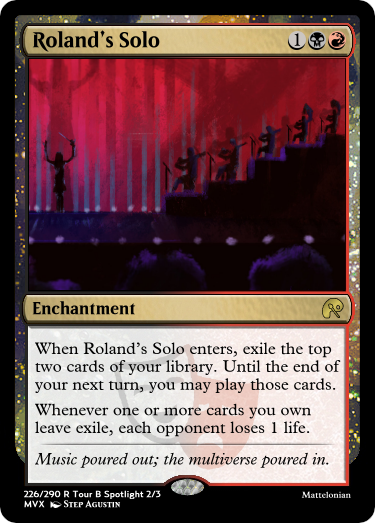 Roland's Solo 1
Enchantment
When Roland's Solo enters, exile the top
two cards of your library. Until the end of
your next turn, you may play those cards.
Whenever one or more cards you own
leave exile, each opponent loses 1 life.
Music poured out; the multiverse poured in.
226/290 R Tour B Spotlight 2/3
MVX Step Agustin
Mattelonian